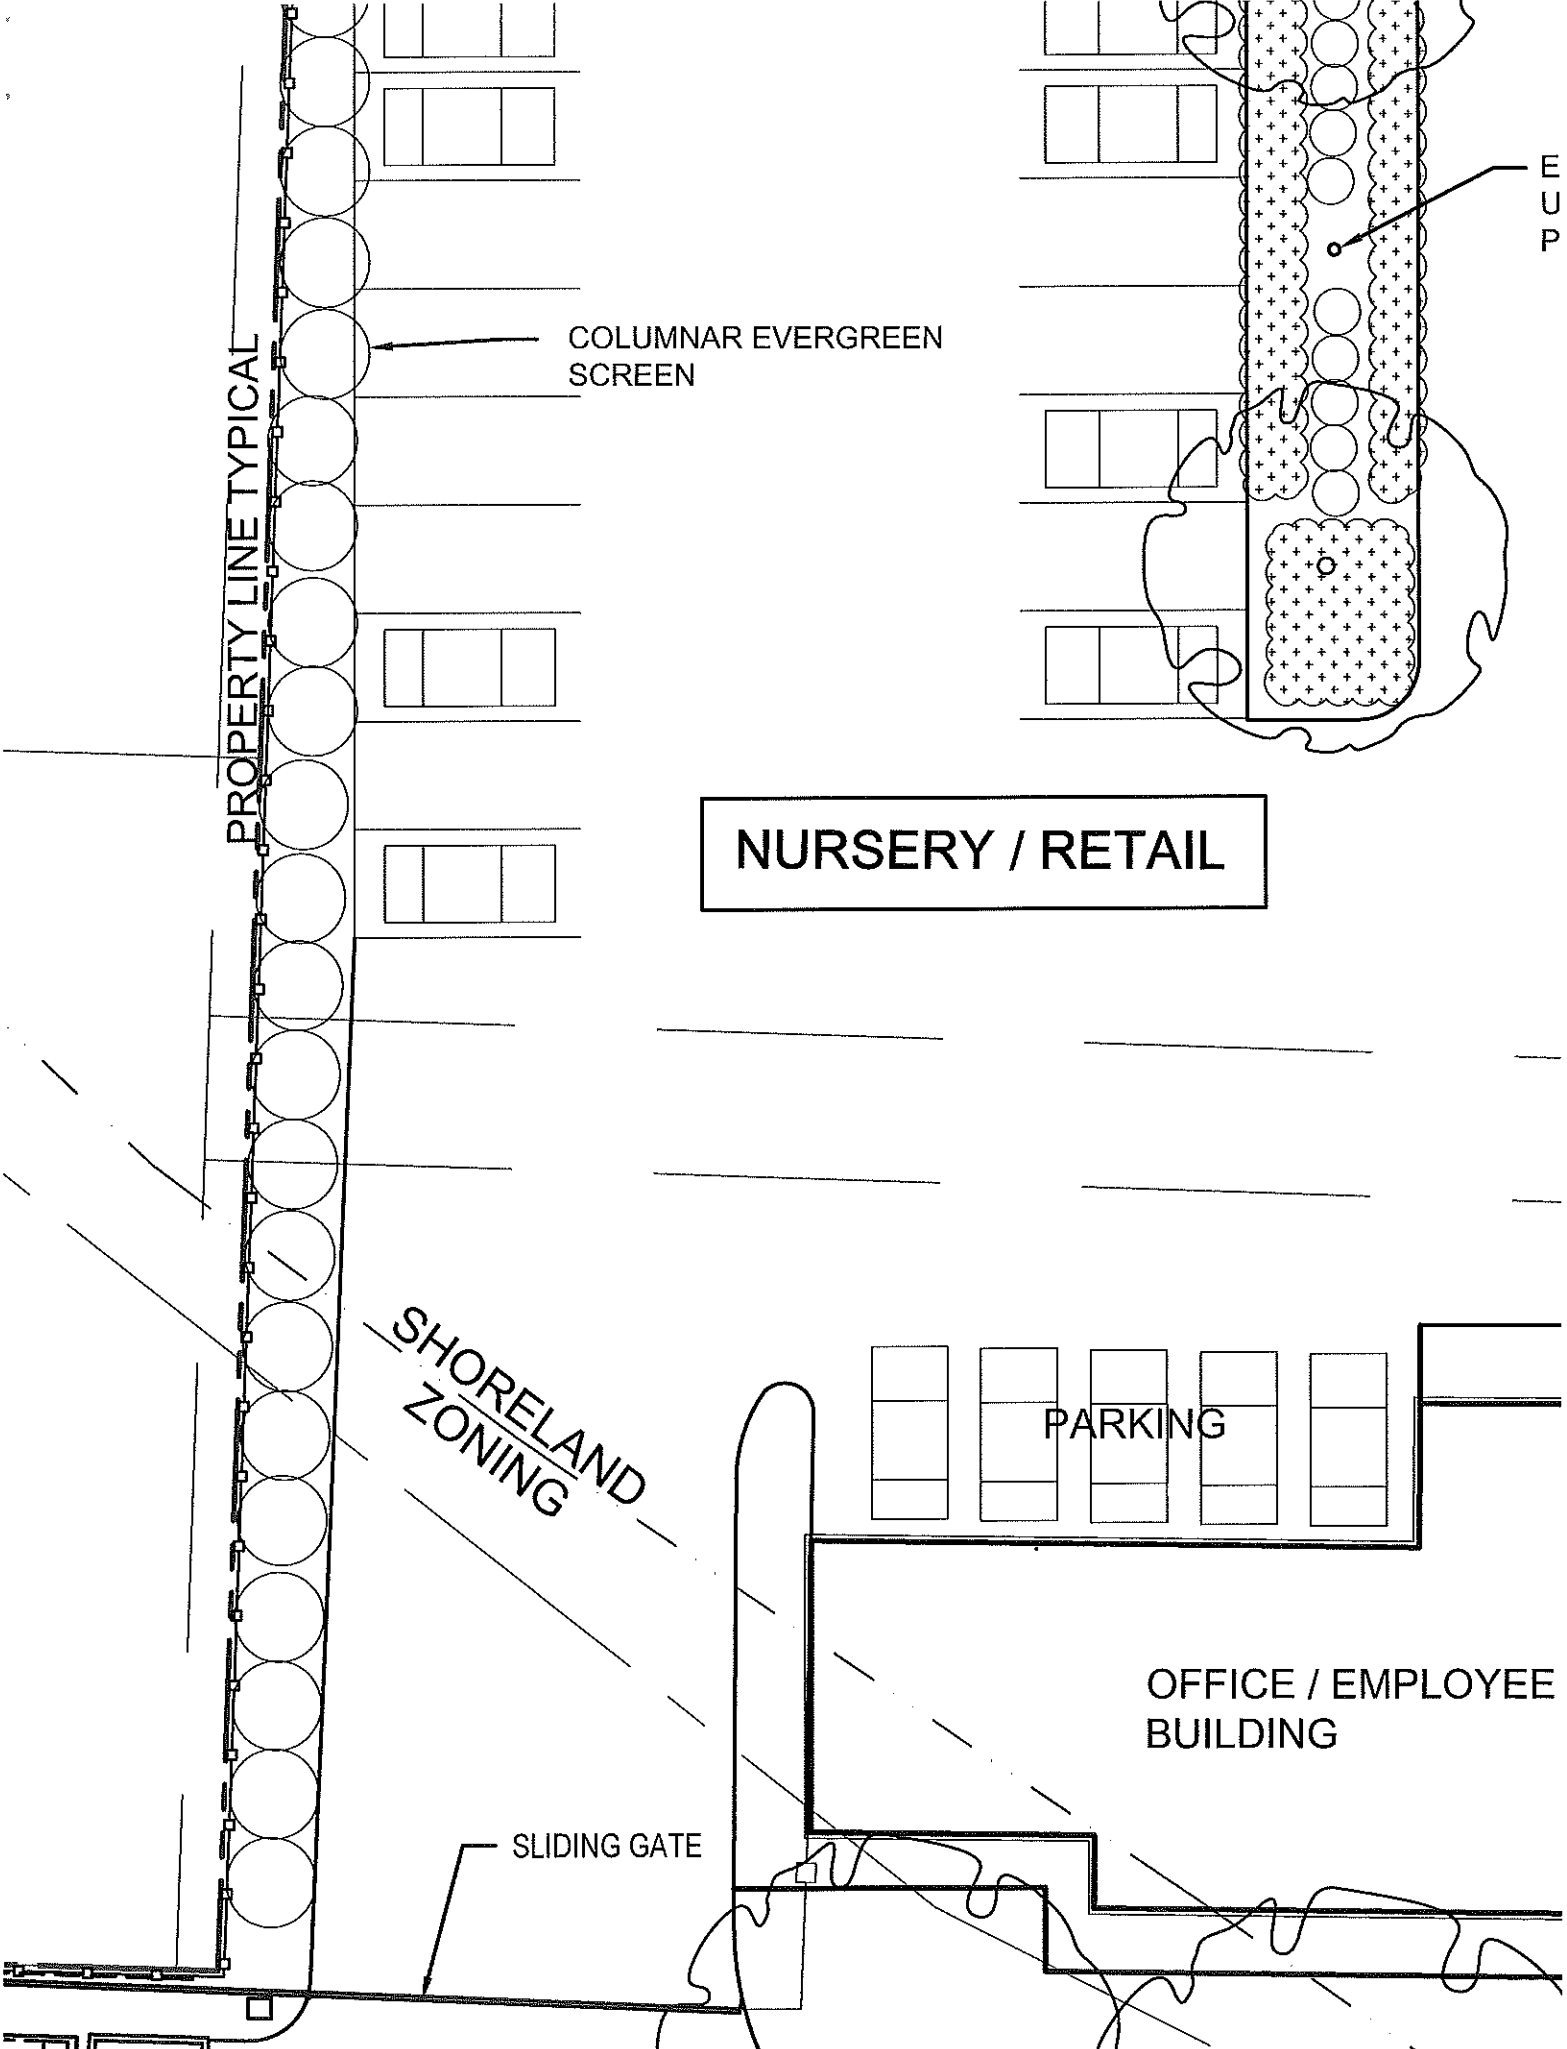 E
U
P
COLUMNAR EVERGREEN
SCREEN
PROPERTY LINE TYPICAL
NURSERY / RETAIL
SHORELAND
ZONING
PARKING
OFFICE / EMPLOYEE
BUILDING
SLIDING GATE